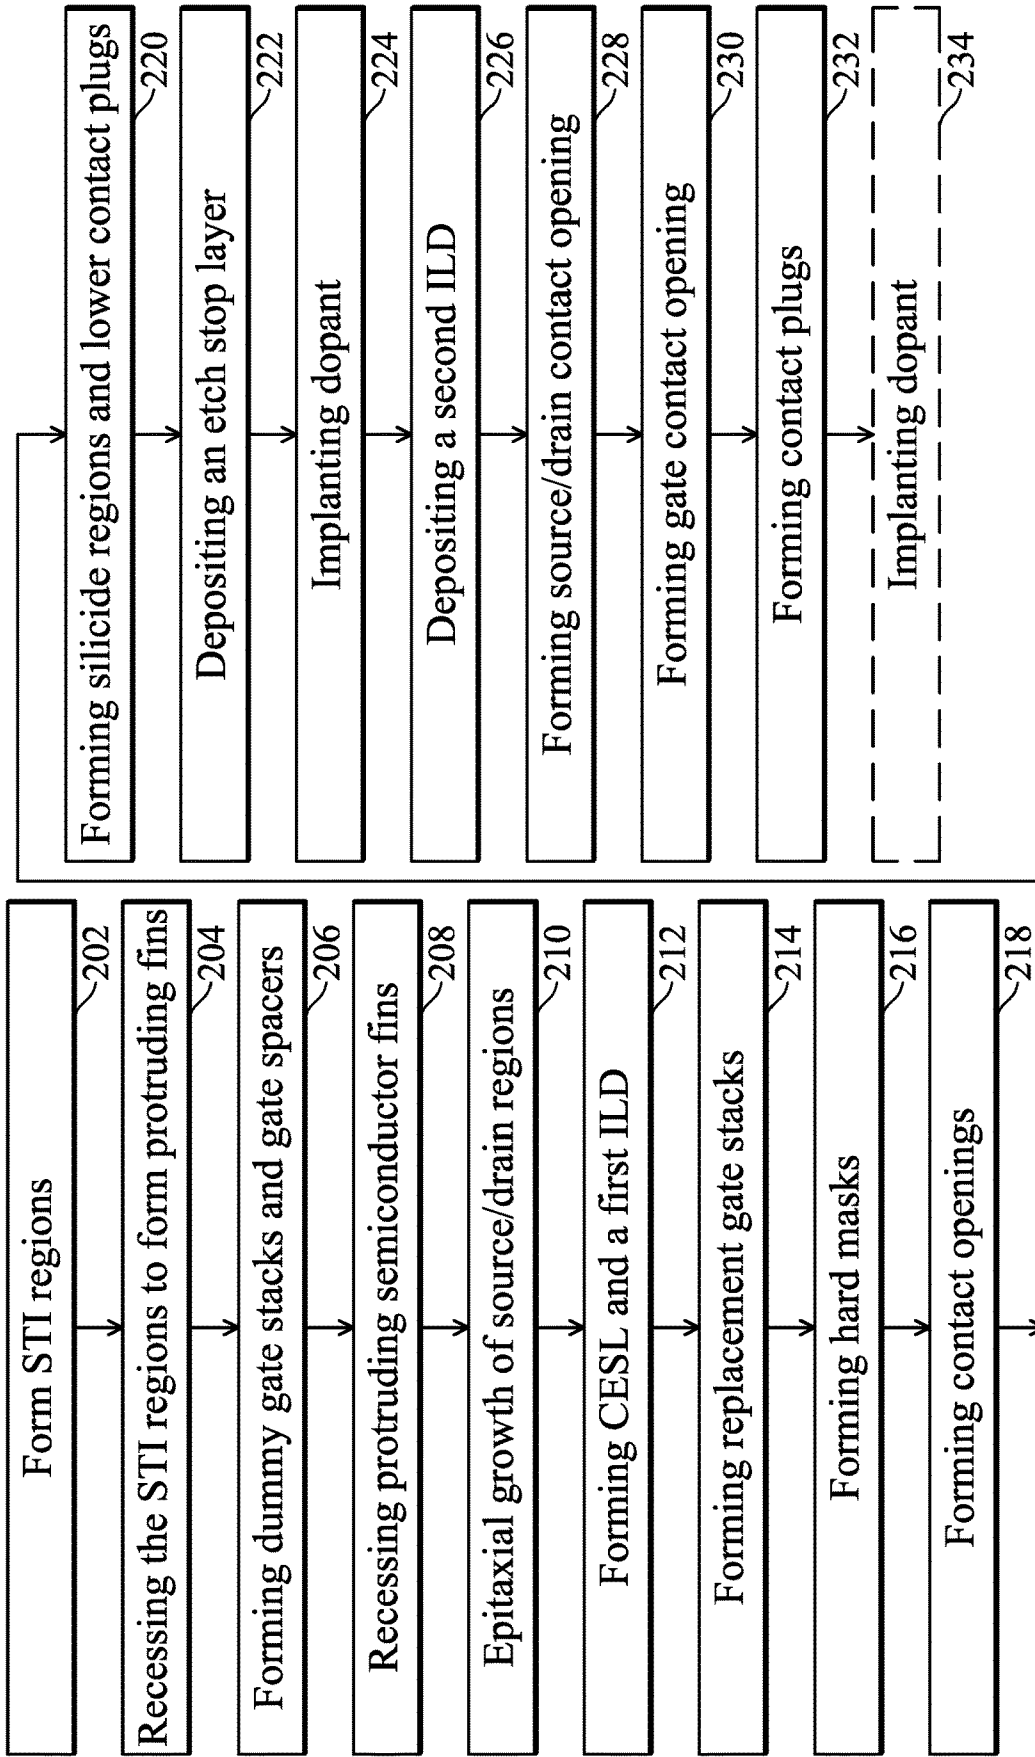 Form STI regions
202
Recessing the STI regions to form protruding fins
204
Forming dummy gate stacks and gate spacers
206
Recessing protruding semiconductor fins
208
Epitaxial growth of source/drain regions
210
Forming CESL and a first ILD
212
Forming replacement gate stacks
214
Forming hard masks
216
Forming contact openings
218
Forming silicide regions and lower contact plugs
220
Depositing an etch stop layer
222
Implanting dopant
224
Depositing a second ILD
226
Forming source/drain contact opening
228
Forming gate contact opening
230
Forming contact plugs
232
Implanting dopant
234